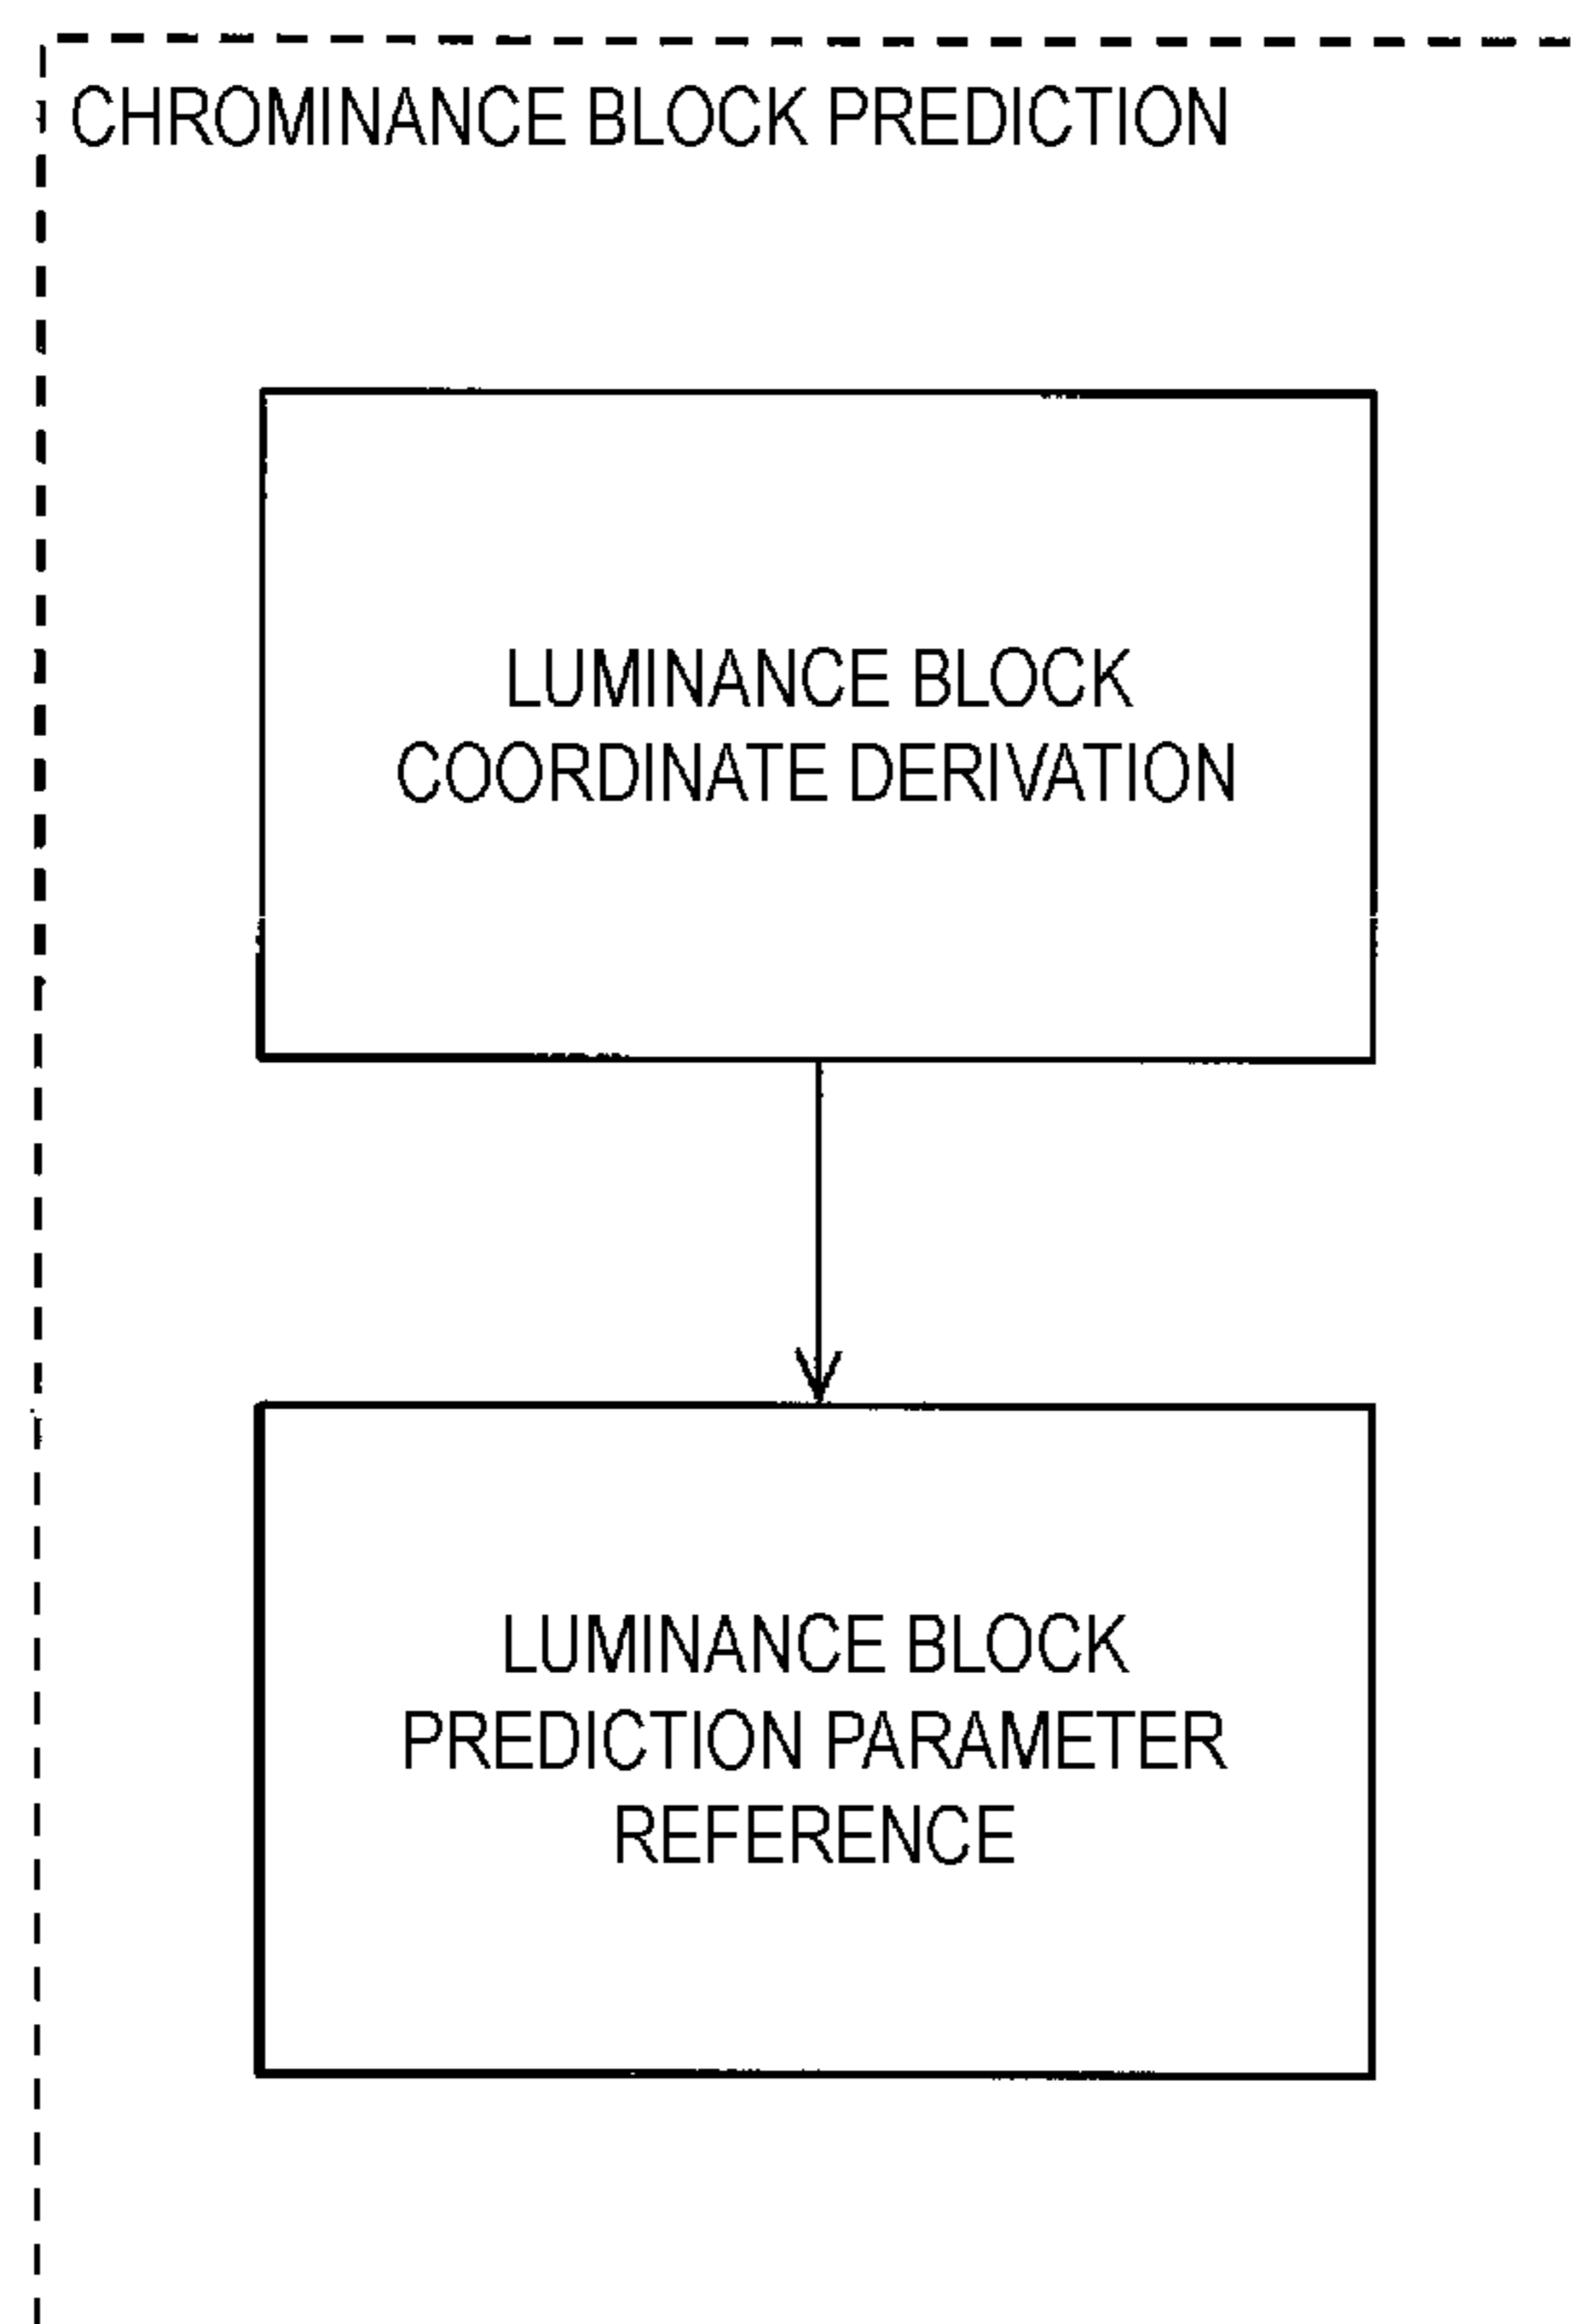 CHROMINANCE BLOCK PREDICTION
LUMINANCE BLOCK
COORDINATE DERIVATION
LUMINANCE BLOCK
PREDICTION PARAMETER
REFERENCE